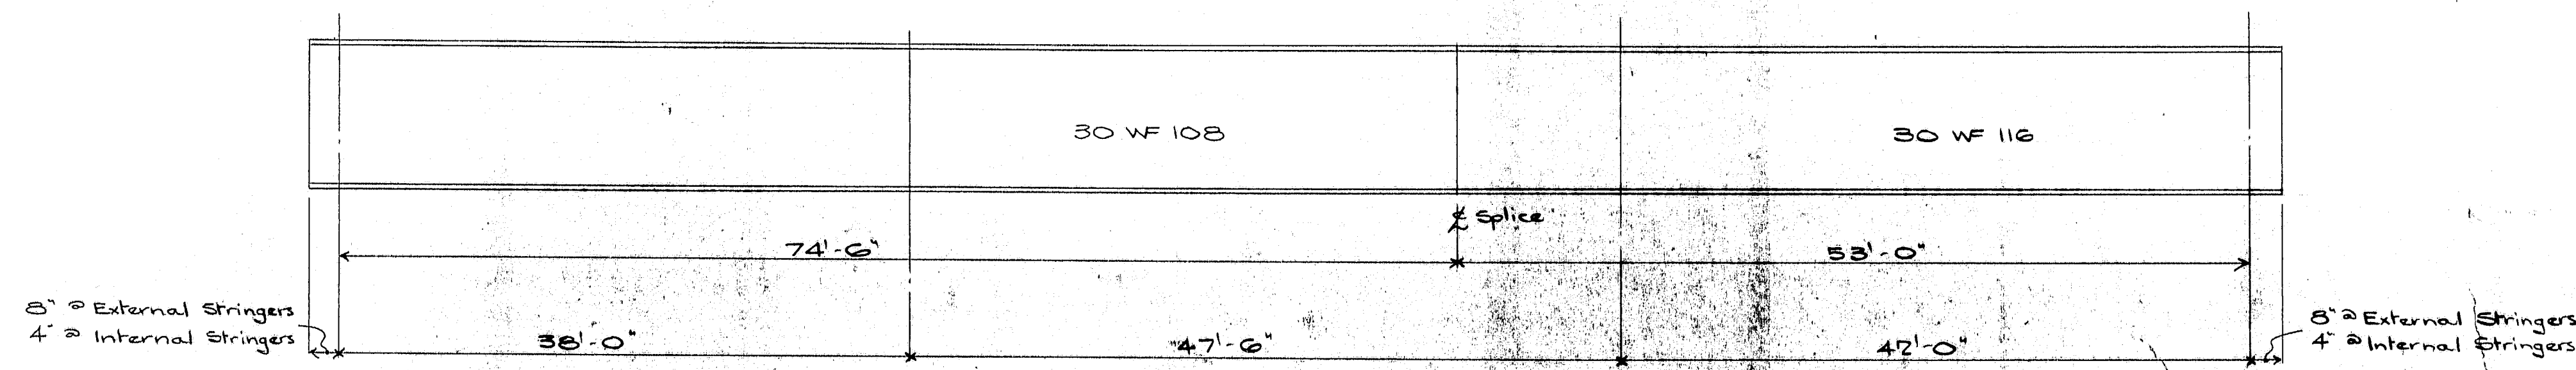 30 WF 108
30 WF 116
℄ Splice
74'-6"
53'-0"
8" @ External Stringers
4" @ Internal Stringers
38'-0"
47'-6"
42'-0"
8" @ External Stringers
4" @ Internal Stringers